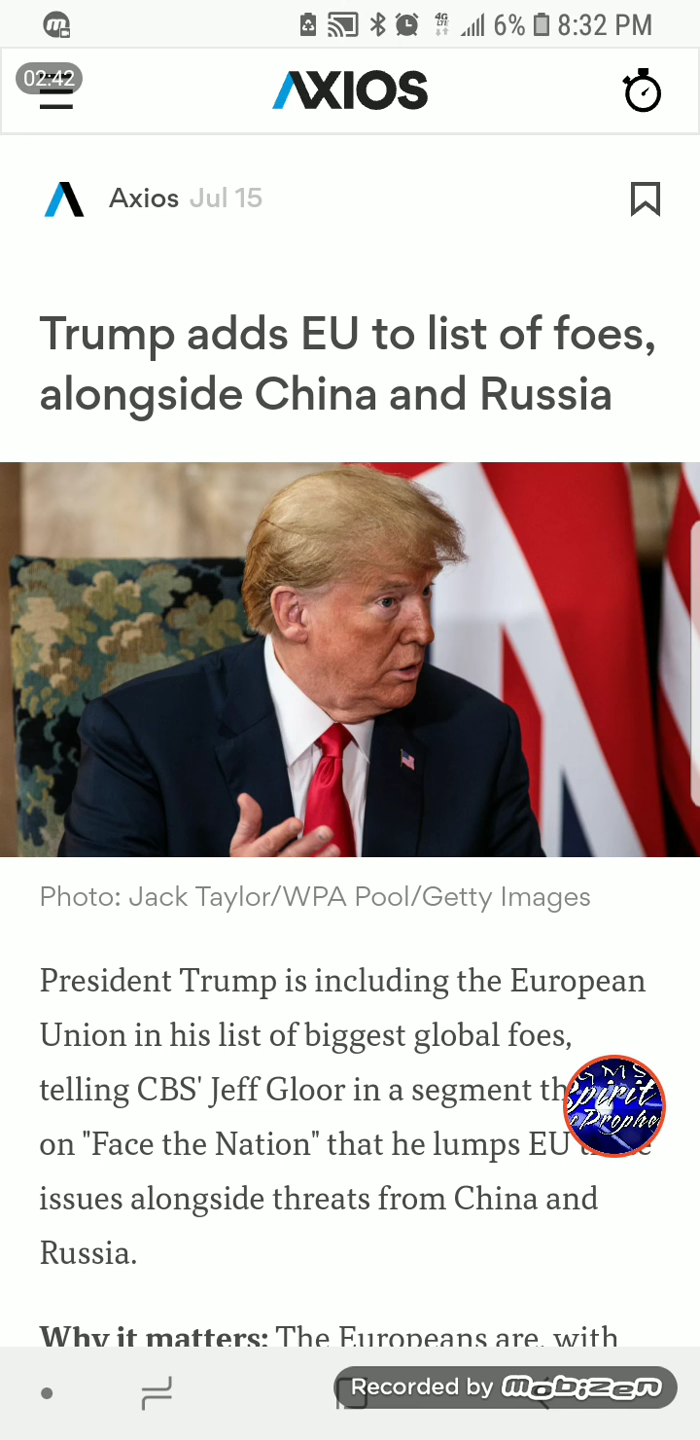 6% 8:32 PM
02:42
AXIOS
Axios Jul 15
Trump adds EU to list of foes,
alongside China and Russia
Photo: Jack Taylor/WPA Pool/Getty Images
President Trump is including the European
Union in his list of biggest global foes,
telling CBS' Jeff Gloor in a segment
on "Face the Nation" that he lumps EU
issues alongside threats from China and
Russia.
Why it matters: The Europeans are, with
GMS
Spirit
Recorded by mobizen